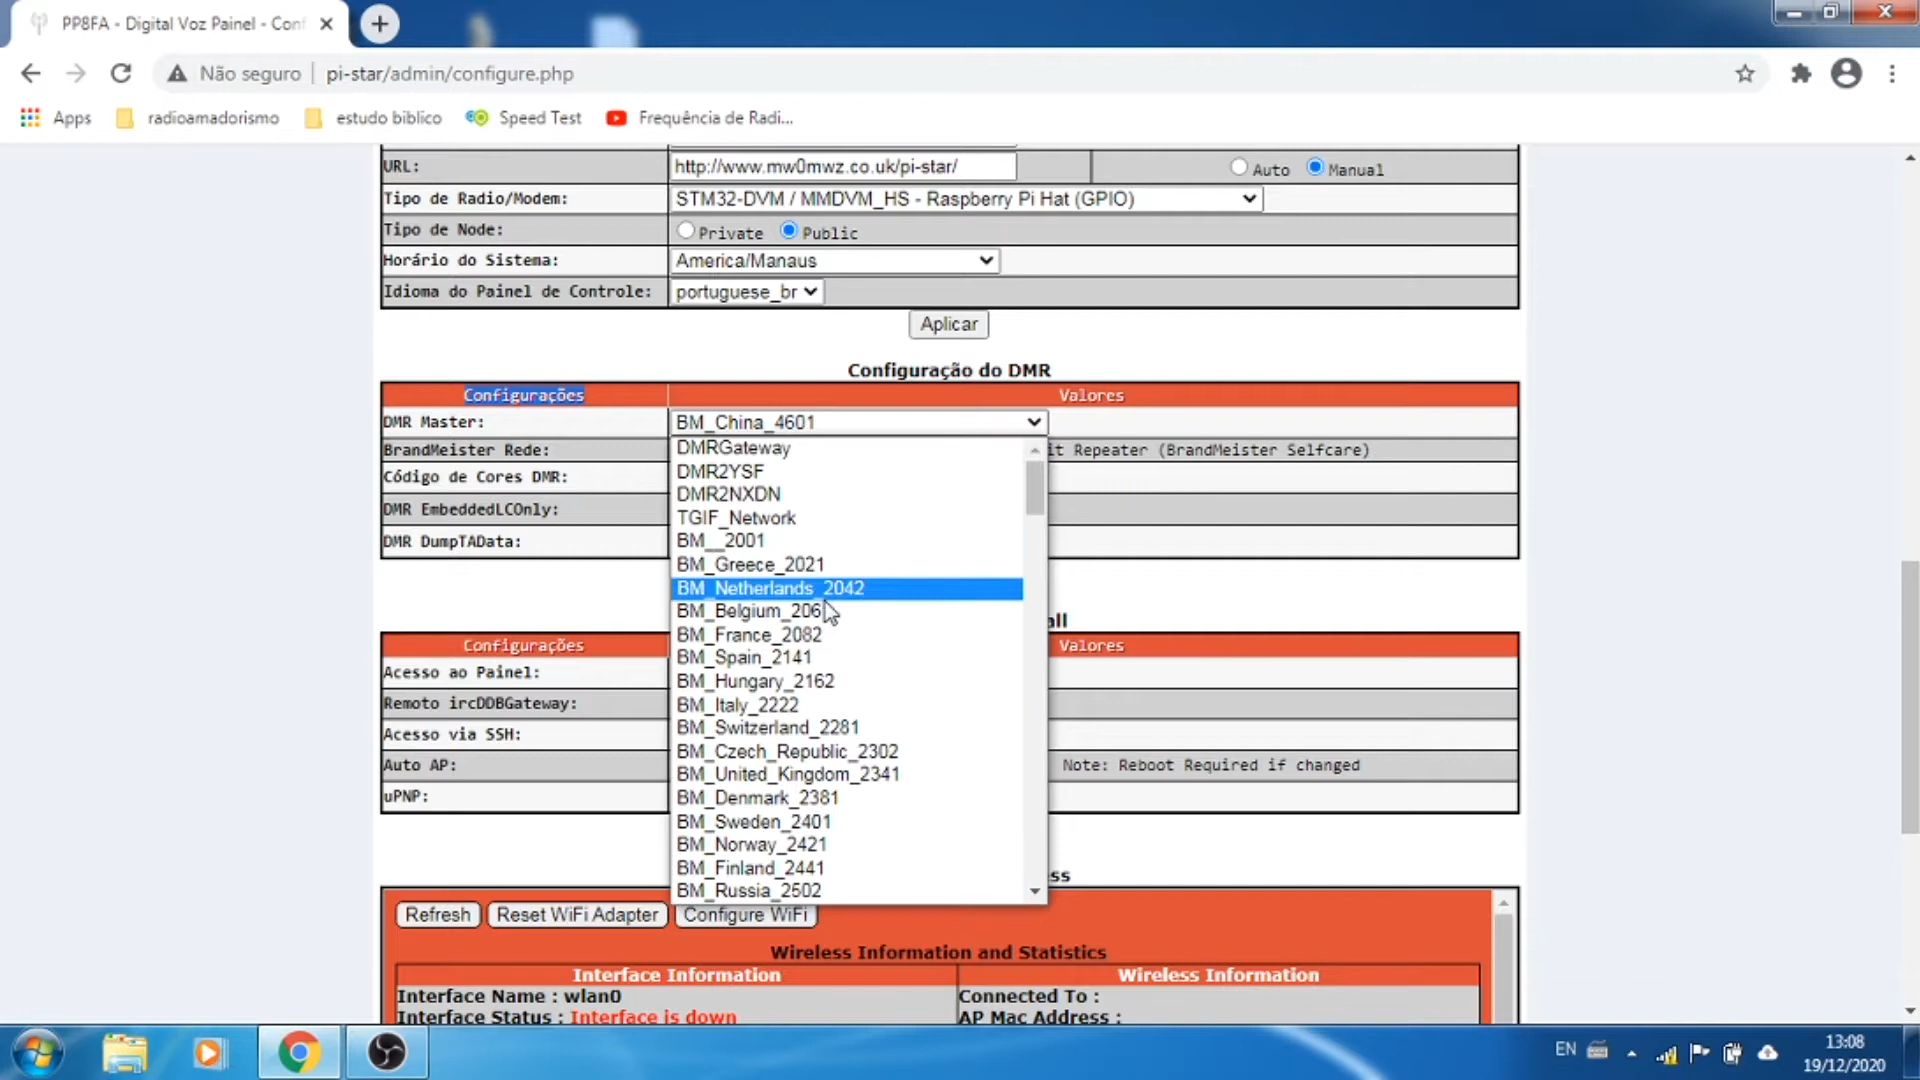 PP8FA - Digital Voz Painel - Con
Não seguro
pi-star/admin/configure.php
Apps
radioamadorismo
estudo biblico
Speed Test
Frequência de Radi...
URL:
http://www.mw0mwz.co.uk/pi-star/
Auto
Manual
Tipo de Radio/Modem:
STM32-DVM / MMDVM_HS - Raspberry Pi Hat (GPIO)
Tipo de Node:
Private
Public
Horário do Sistema:
America/Manaus
Idioma do Painel de Controle:
portuguese_br
Aplicar
Configuração do DMR
Configurações
Valores
DMR Master:
BM_China_4601
BrandMeister Rede:
it Repeater (BrandMeister Selfcare)
Código de Cores DMR:
DMR EmbeddedLCOnly:
DMR DumpTAData:
DMRGateway
DMR2YSF
DMR2NXDN
TGIF_Network
BM__2001
BM_Greece_2021
BM_Netherlands_2042
BM_Belgium_206
BM_France_2082
BM_Spain_2141
BM_Hungary_2162
BM_Italy_2222
BM_Switzerland_2281
BM_Czech_Republic_2302
BM_United_Kingdom_2341
BM_Denmark_2381
BM_Sweden_2401
BM_Norway_2421
BM_Finland_2441
BM_Russia_2502
all
Configurações
Valores
Acesso ao Painel:
Remoto ircDDBGateway:
Acesso via SSH:
Auto AP:
Note: Reboot Required if changed
uPNP:
ss
Refresh
Reset WiFi Adapter
Configure WiFi
Wireless Information and Statistics
Interface Information
Wireless Information
Interface Name : wlan0
Connected To :
Interface Status : Interface is down
AP Mac Address :
EN
13:08
19/12/2020